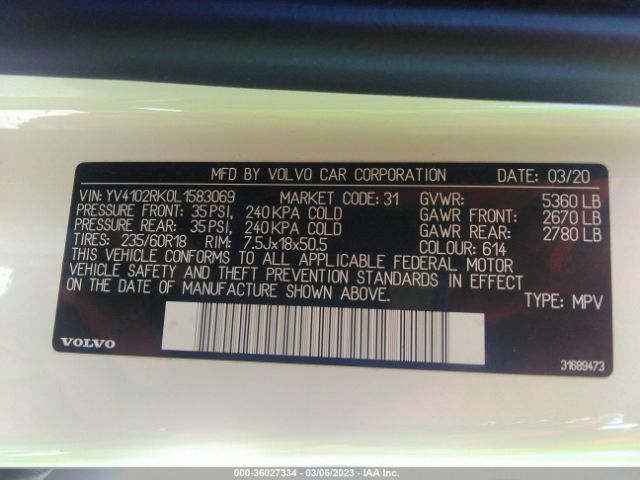 MFD BY VOLVO CAR CORPORATION DATE: 03/20
VIN: YV4102RK0L1583069 MARKET CODE: 31 GVWR: 5360 LB
PRESSURE FRONT: 35 PSI, 240 KPA COLD GAWR FRONT: 2670 LB
PRESSURE REAR: 35 PSI, 240 KPA COLD GAWR REAR: 2780 LB
TIRES: 235/60R18 RIM: 7.5Jx18x50.5 COLOUR: 614
THIS VEHICLE CONFORMS TO ALL APPLICABLE FEDERAL MOTOR
VEHICLE SAFETY AND THEFT PREVENTION STANDARDS IN EFFECT
ON THE DATE OF MANUFACTURE SHOWN ABOVE.
TYPE: MPV
VOLVO
31689473
000-36027334 — 03/06/2023 — IAA Inc.